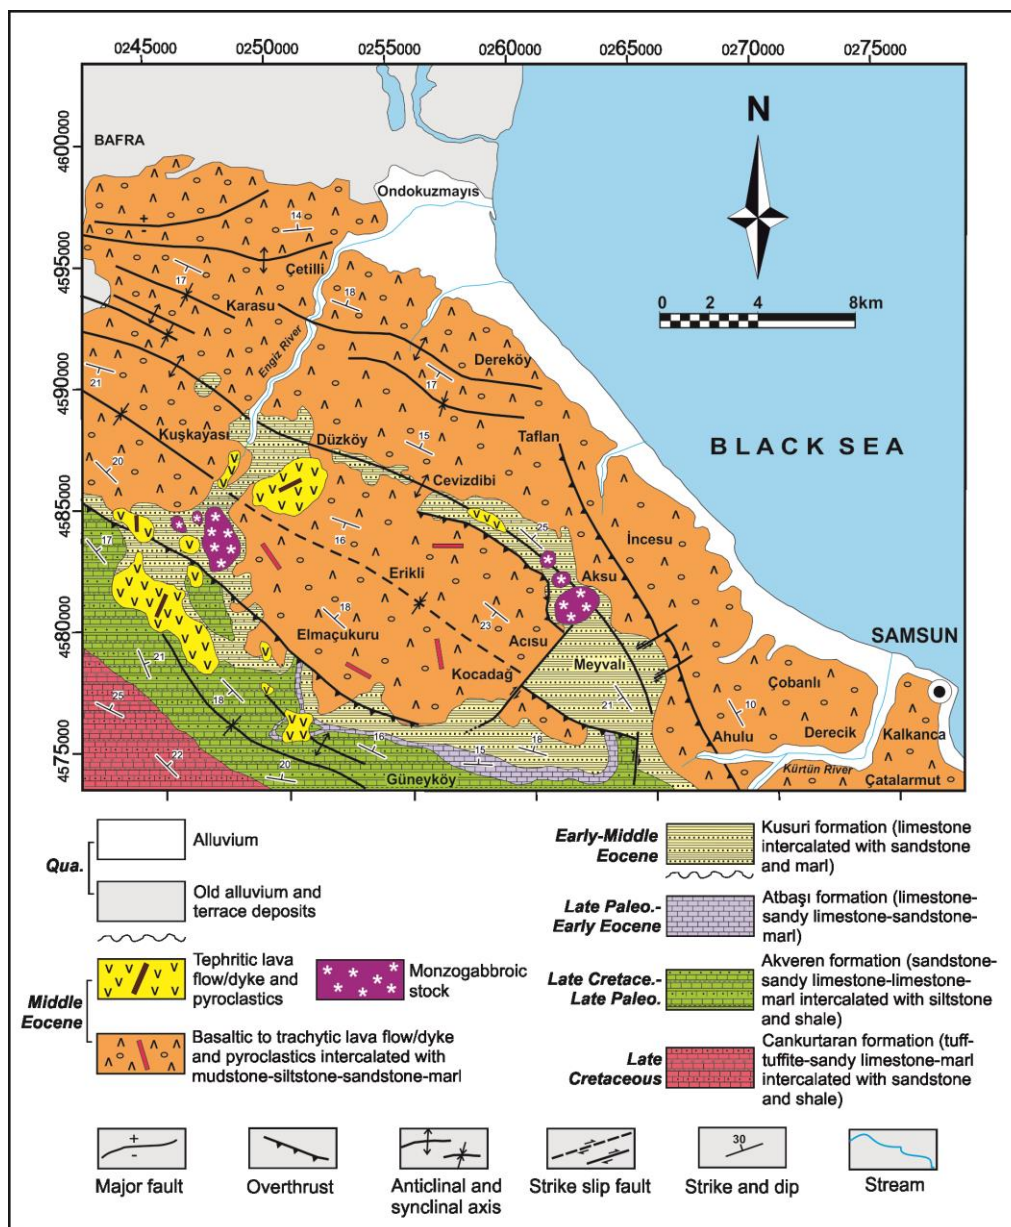 0245000 0250000 0255000 0260000 0265000 0270000 0275000
4600000
4595000
4590000
4585000
4580000
4575000
BAFRA
Ondokuzmayıs
N
+
-
14
Çetilli
17
Karasu
18
0 2 4 8km
Engiz River
Dereköy
21
17
BLACK SEA
Kuşkayası
Düzköy
15
Taflan
20
Cevizdibi
25
17
16
İncesu
Erikli
Aksu
18
23
Elmaçukuru
Acısu
SAMSUN
21
Meyvalı
18
Kocadağ
Çobanlı
25
21
10
16
18
Ahulu
Derecik
Kalkanca
22
15
20
Güneyköy
Kürtün River
Çatalarmut
Qua.
Alluvium
Old alluvium and
terrace deposits
Middle
Eocene
Tephritic lava
flow/dyke and
pyroclastics
Monzogabbroic
stock
Basaltic to trachytic lava flow/dyke
and pyroclastics intercalated with
mudstone-siltstone-sandstone-marl
Early-Middle
Eocene
Kusuri formation (limestone
intercalated with sandstone
and marl)
Late Paleo.-
Early Eocene
Atbaşı formation (limestone-
sandy limestone-sandstone-
marl)
Late Cretace.-
Late Paleo.
Akveren formation (sandstone-
sandy limestone-limestone-
marl intercalated with siltstone
and shale)
Late
Cretaceous
Cankurtaran formation (tuff-
tuffite-sandy limestone-marl
intercalated with sandstone
and shale)
+
-
Major fault
Overthrust
Anticlinal and
synclinal axis
Strike slip fault
30
Strike and dip
Stream